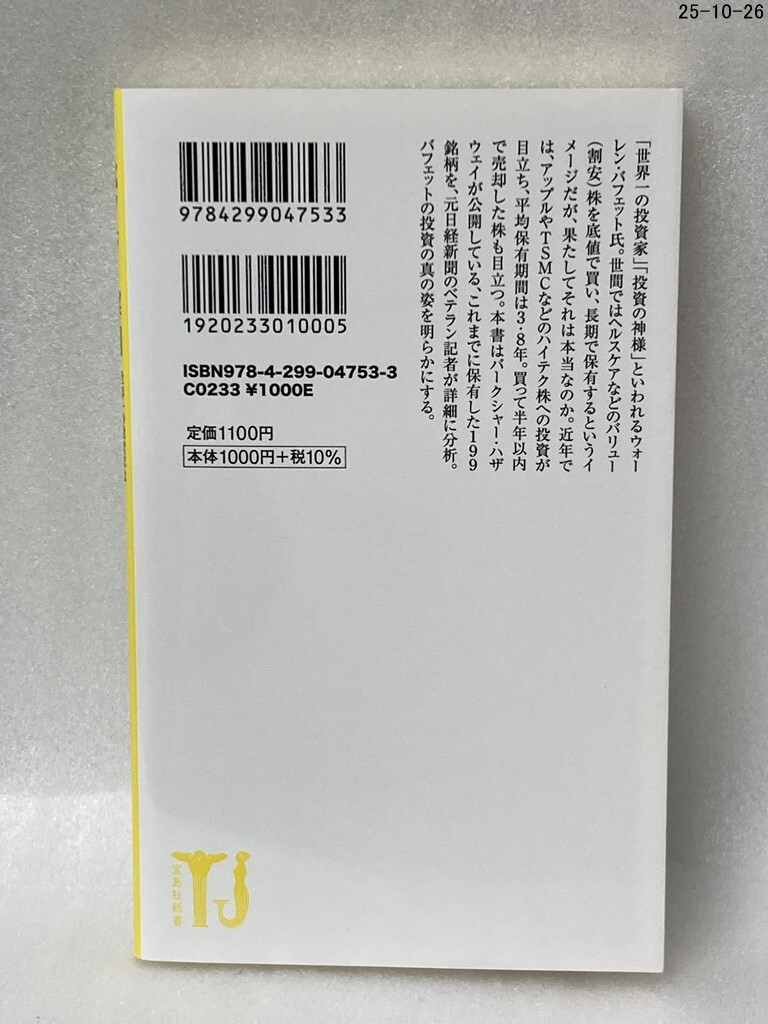 25-10-26
「世界一の投資家」「投資の神様」といわれるウォー
レン・バフェット氏。世間ではヘルスケアなどのバリュー
(割安)株を底値で買い、長期で保有するというイ
メージだが、果たしてそれは本当なのか。近年で
は、アップルやTSMCなどのハイテク株への投資が
目立ち、平均保有期間は3・8年。買って半年以内
で売却した株も目立つ。本書はバークシャー・ハザ
ウェイが公開している、これまでに保有した199
銘柄を、元日経新聞のベテラン記者が詳細に分析。
バフェットの投資の真の姿を明らかにする。
9784299047533
1920233010005
ISBN978-4-299-04753-3
C0233 ¥1000E
定価1100円
本体1000円+税10%
TJ
宝島社新書